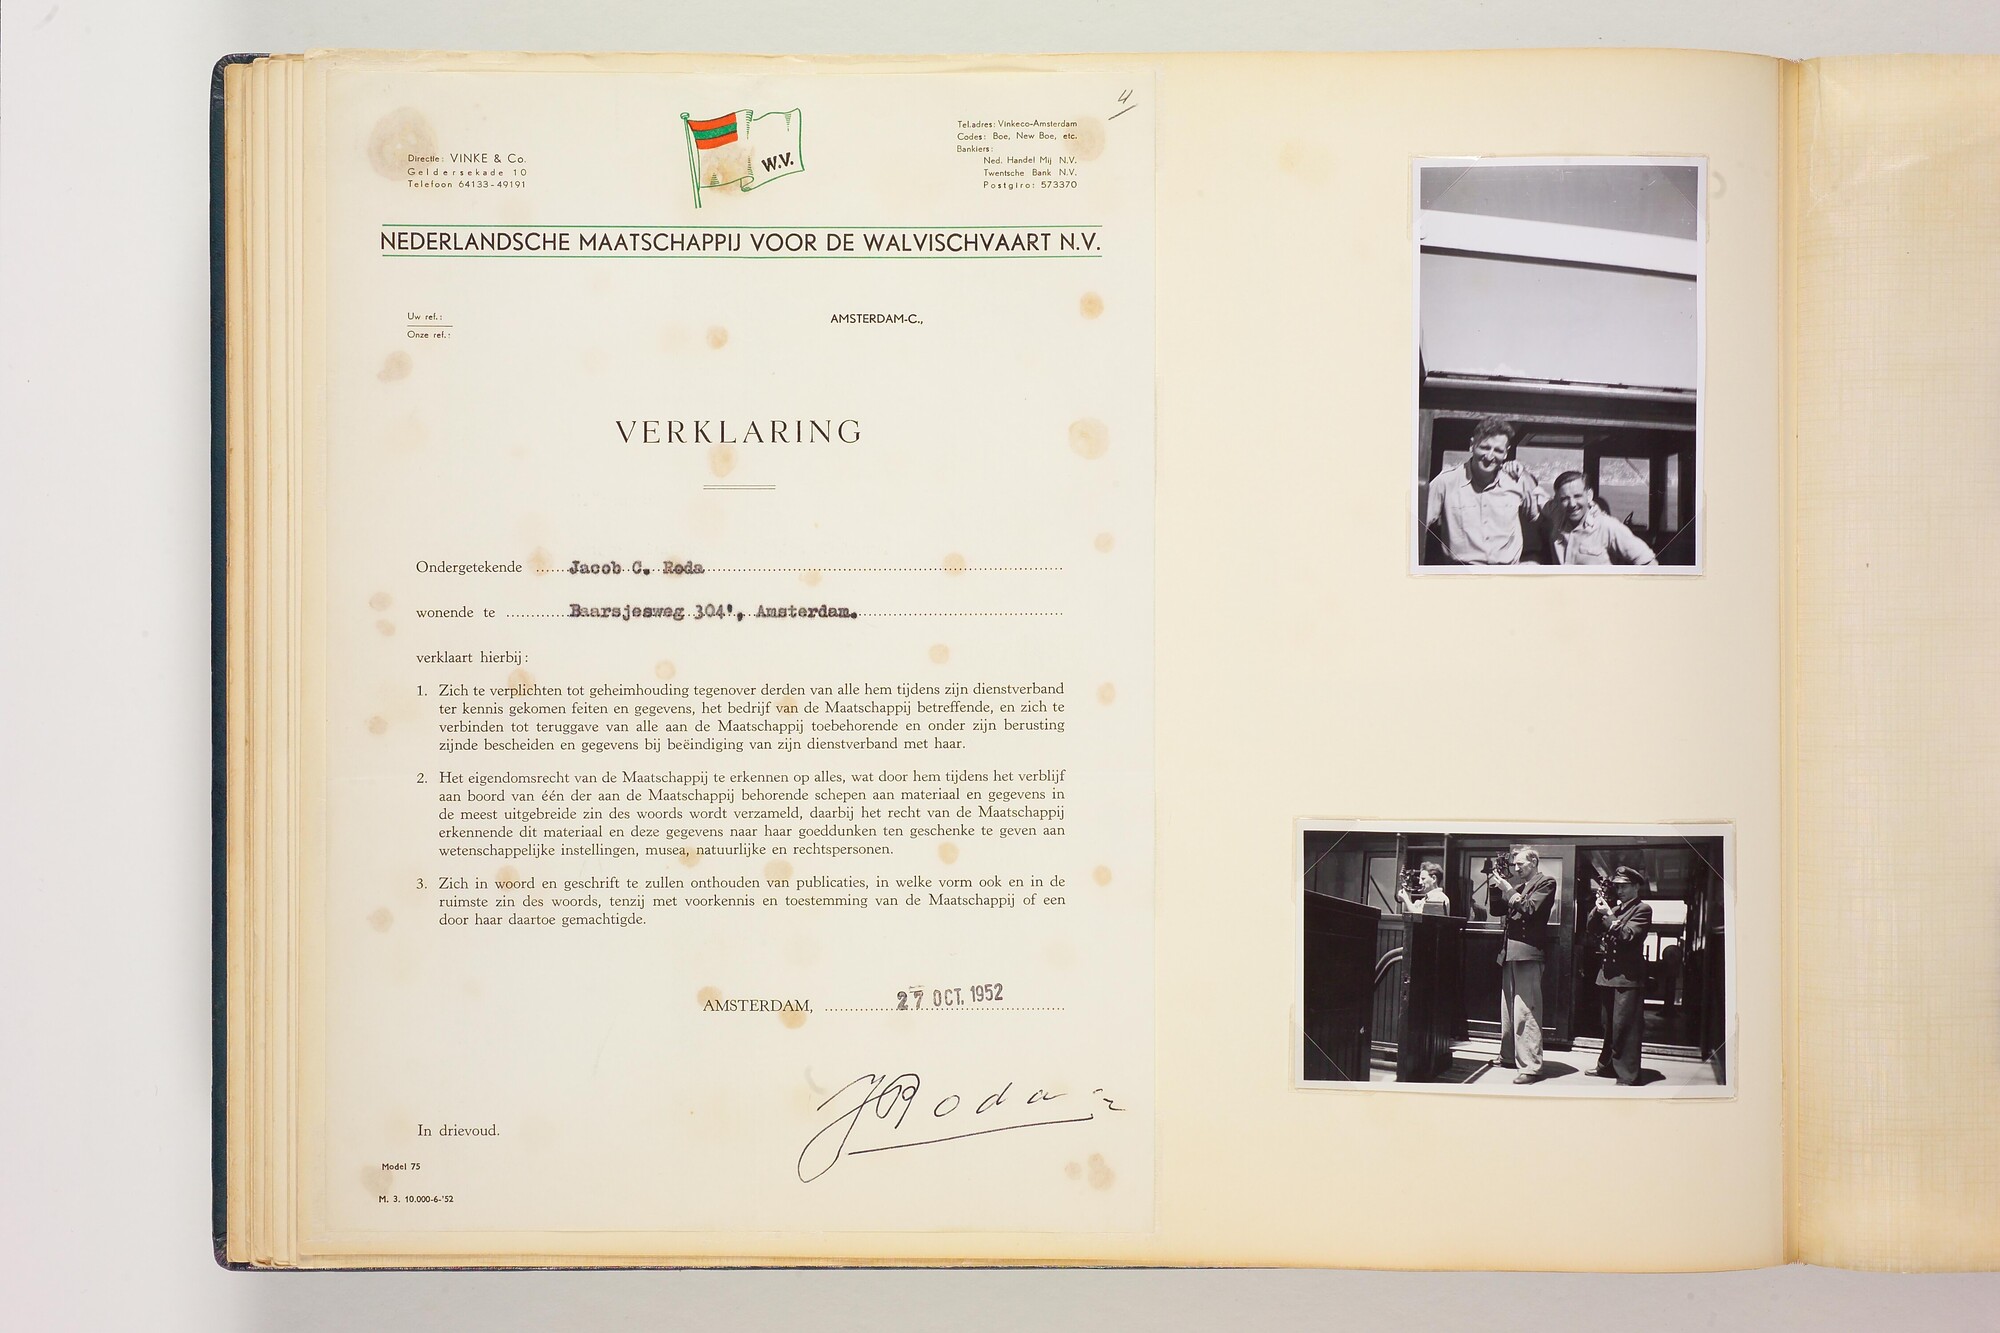 4
Directie: VINKE & Co.
Geldersekade 10
Telefoon 64133-49191
W.V.
Tel.adres: Vinkeco-Amsterdam
Codes: Boe, New Boe, etc.
Bankiers:
Ned. Handel Mij N.V.
Twentsche Bank N.V.
Postgiro: 573370
NEDERLANDSCHE MAATSCHAPPIJ VOOR DE WALVISCHVAART N.V.
Uw ref.:
Onze ref.:
AMSTERDAM-C.,
VERKLARING
Ondergetekende Jacob C. Roda
wonende te Baarsjesweg 304', Amsterdam.
verklaart hierbij:
1. Zich te verplichten tot geheimhouding tegenover derden van alle hem tijdens zijn dienstverband
ter kennis gekomen feiten en gegevens, het bedrijf van de Maatschappij betreffende, en zich te
verbinden tot teruggave van alle aan de Maatschappij toebehorende en onder zijn berusting
zijnde bescheiden en gegevens bij beëindiging van zijn dienstverband met haar.
2. Het eigendomsrecht van de Maatschappij te erkennen op alles, wat door hem tijdens het verblijf
aan boord van één der aan de Maatschappij behorende schepen aan materiaal en gegevens in
de meest uitgebreide zin des woords wordt verzameld, daarbij het recht van de Maatschappij
erkennende dit materiaal en deze gegevens naar haar goeddunken ten geschenke te geven aan
wetenschappelijke instellingen, musea, natuurlijke en rechtspersonen.
3. Zich in woord en geschrift te zullen onthouden van publicaties, in welke vorm ook en in de
ruimste zin des woords, tenzij met voorkennis en toestemming van de Maatschappij of een
door haar daartoe gemachtigde.
AMSTERDAM, 27 OCT. 1952
JRoda
In drievoud.
Model 75
M. 3. 10.000-6-'52